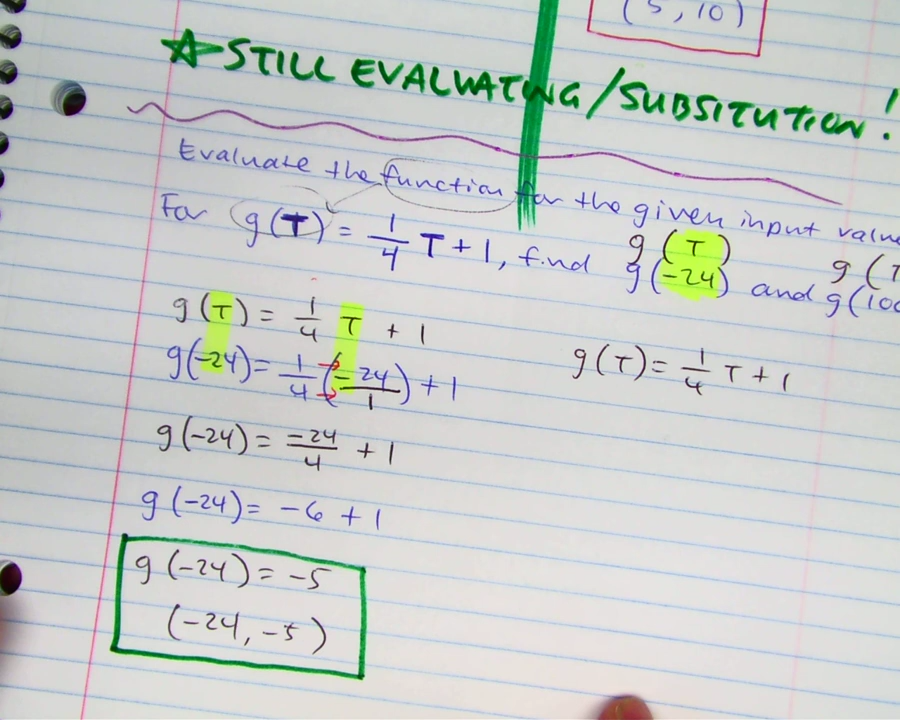 (5, 10)
☆ STILL EVALUATING/SUBSITUTION!
Evaluate the function for the given input value
For g(T) = 1/4 T + 1, find g(-24) and g(100
g(T)
g(T
g(T) = 1/4 T + 1
g(-24) = 1/4 (-24/1) + 1
g(-24) = -24/4 + 1
g(-24) = -6 + 1
g(-24) = -5
(-24, -5)
g(T) = 1/4 T + 1